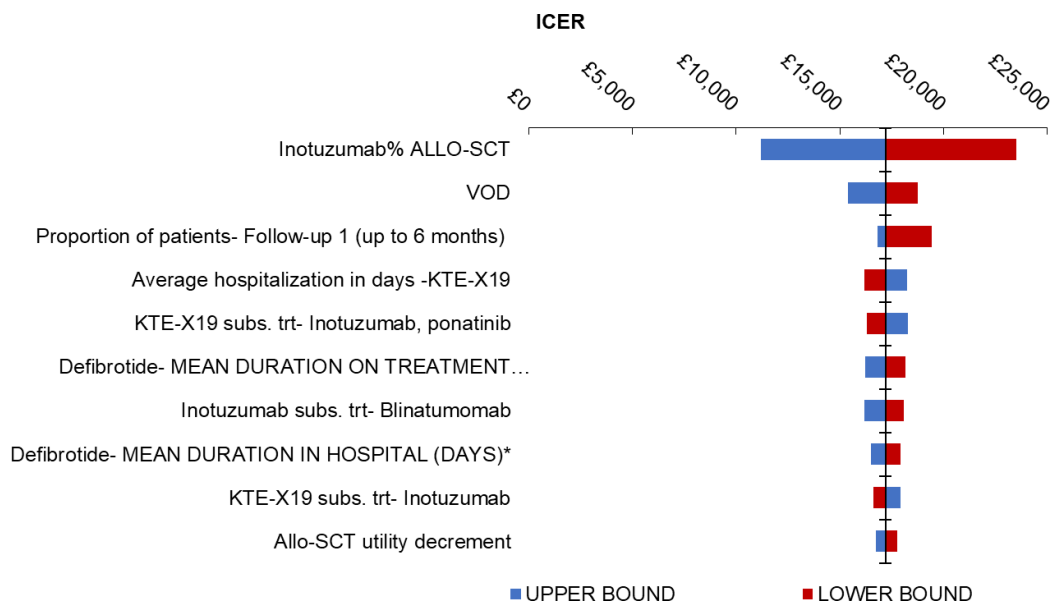 ICER
£0
£5,000
£10,000
£15,000
£20,000
£25,000
Inotuzumab% ALLO-SCT
VOD
Proportion of patients- Follow-up 1 (up to 6 months)
Average hospitalization in days -KTE-X19
KTE-X19 subs. trt- Inotuzumab, ponatinib
Defibrotide- MEAN DURATION ON TREATMENT…
Inotuzumab subs. trt- Blinatumomab
Defibrotide- MEAN DURATION IN HOSPITAL (DAYS)*
KTE-X19 subs. trt- Inotuzumab
Allo-SCT utility decrement
UPPER BOUND
LOWER BOUND